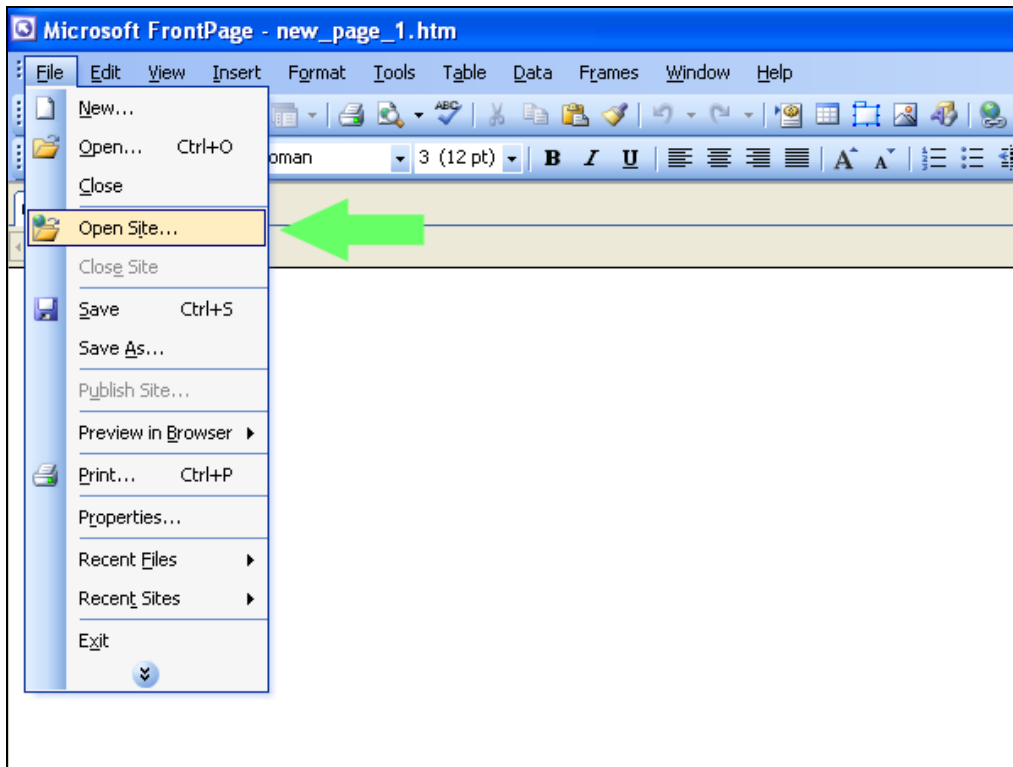 Microsoft FrontPage - new_page_1.htm
File Edit View Insert Format Tools Table Data Frames Window Help
New...
ABC
Open... Ctrl+O
oman 3 (12 pt) B I U A A
Close
Open Site...
Close Site
Save Ctrl+S
Save As...
Publish Site...
Preview in Browser
Print... Ctrl+P
Properties...
Recent Files
Recent Sites
Exit